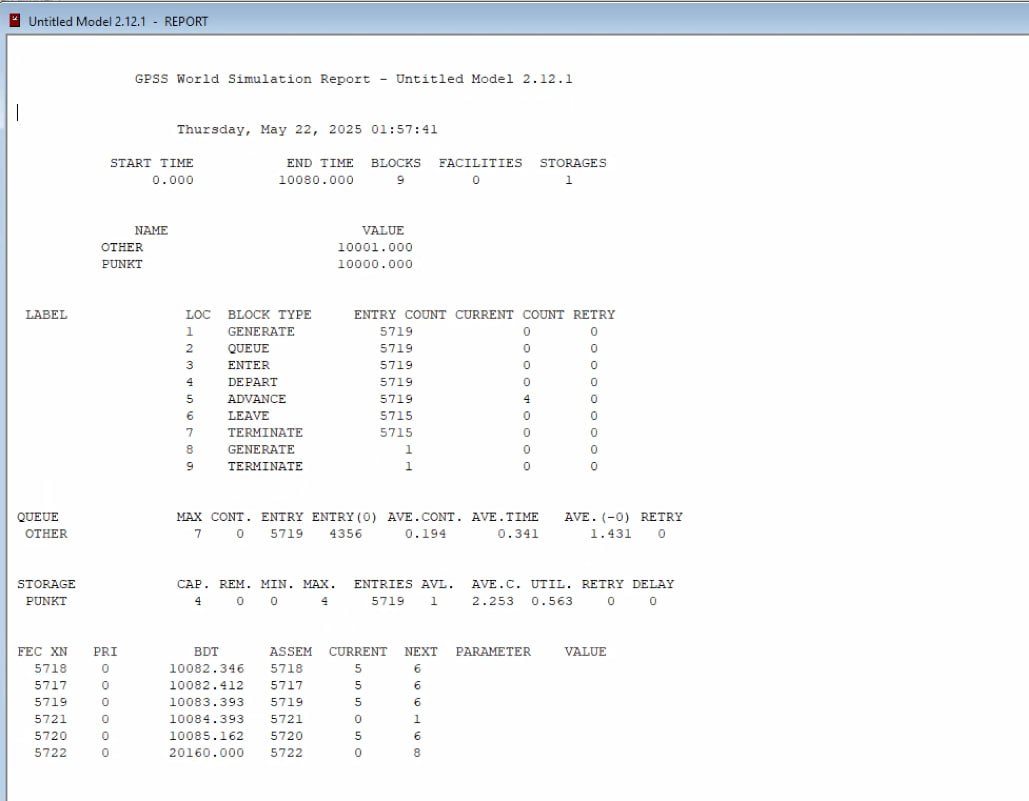 Untitled Model 2.12.1 - REPORT
GPSS World Simulation Report - Untitled Model 2.12.1
Thursday, May 22, 2025 01:57:41
START TIME END TIME BLOCKS FACILITIES STORAGES
0.000 10080.000 9 0 1
NAME VALUE
OTHER 10001.000
PUNKT 10000.000
LABEL LOC BLOCK TYPE ENTRY COUNT CURRENT COUNT RETRY
1 GENERATE 5719 0 0
2 QUEUE 5719 0 0
3 ENTER 5719 0 0
4 DEPART 5719 0 0
5 ADVANCE 5719 4 0
6 LEAVE 5715 0 0
7 TERMINATE 5715 0 0
8 GENERATE 1 0 0
9 TERMINATE 1 0 0
QUEUE MAX CONT. ENTRY ENTRY(0) AVE.CONT. AVE.TIME AVE.(-0) RETRY
OTHER 7 0 5719 4356 0.194 0.341 1.431 0
STORAGE CAP. REM. MIN. MAX. ENTRIES AVL. AVE.C. UTIL. RETRY DELAY
PUNKT 4 0 0 4 5719 1 2.253 0.563 0 0
FEC XN PRI BDT ASSEM CURRENT NEXT PARAMETER VALUE
5718 0 10082.346 5718 5 6
5717 0 10082.412 5717 5 6
5719 0 10083.393 5719 5 6
5721 0 10084.393 5721 0 1
5720 0 10085.162 5720 5 6
5722 0 20160.000 5722 0 8